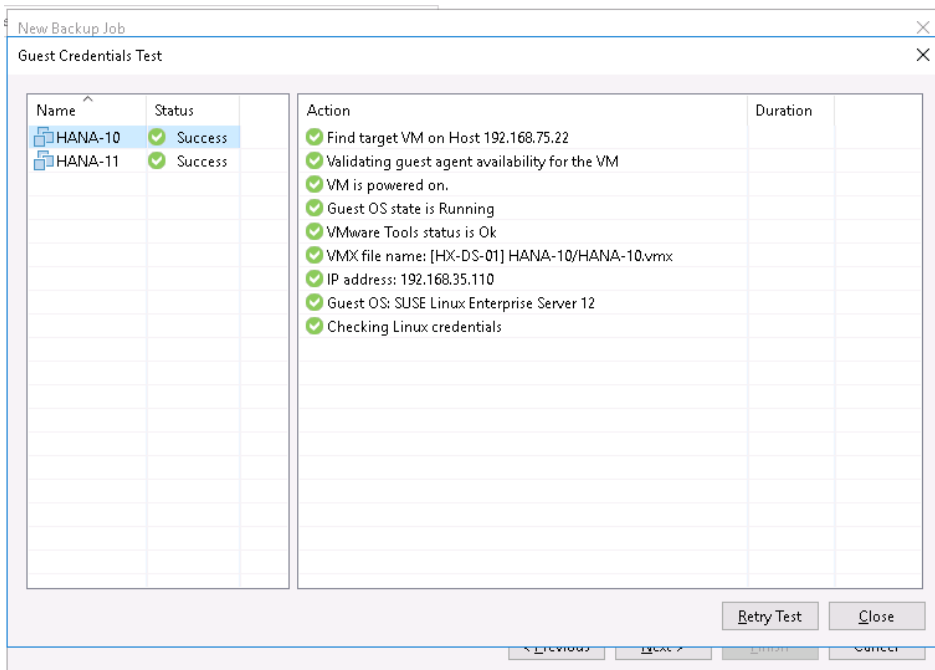 New Backup Job
Guest Credentials Test
Name Status
HANA-10 Success
HANA-11 Success
Action Duration
Find target VM on Host 192.168.75.22
Validating guest agent availability for the VM
VM is powered on.
Guest OS state is Running
VMware Tools status is Ok
VMX file name: [HX-DS-01] HANA-10/HANA-10.vmx
IP address: 192.168.35.110
Guest OS: SUSE Linux Enterprise Server 12
Checking Linux credentials
Retry Test Close
< Previous Next > Finish Cancel